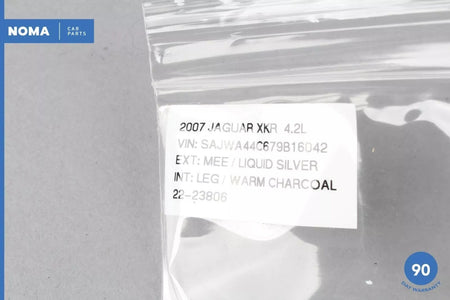 NOMA CAR PARTS
2007 JAGUAR XKR 4.2L
VIN: SAJWA44C679B16042
EXT: MEE / LIQUID SILVER
INT: LEG / WARM CHARCOAL
22-23806
90
DAY WARRANTY